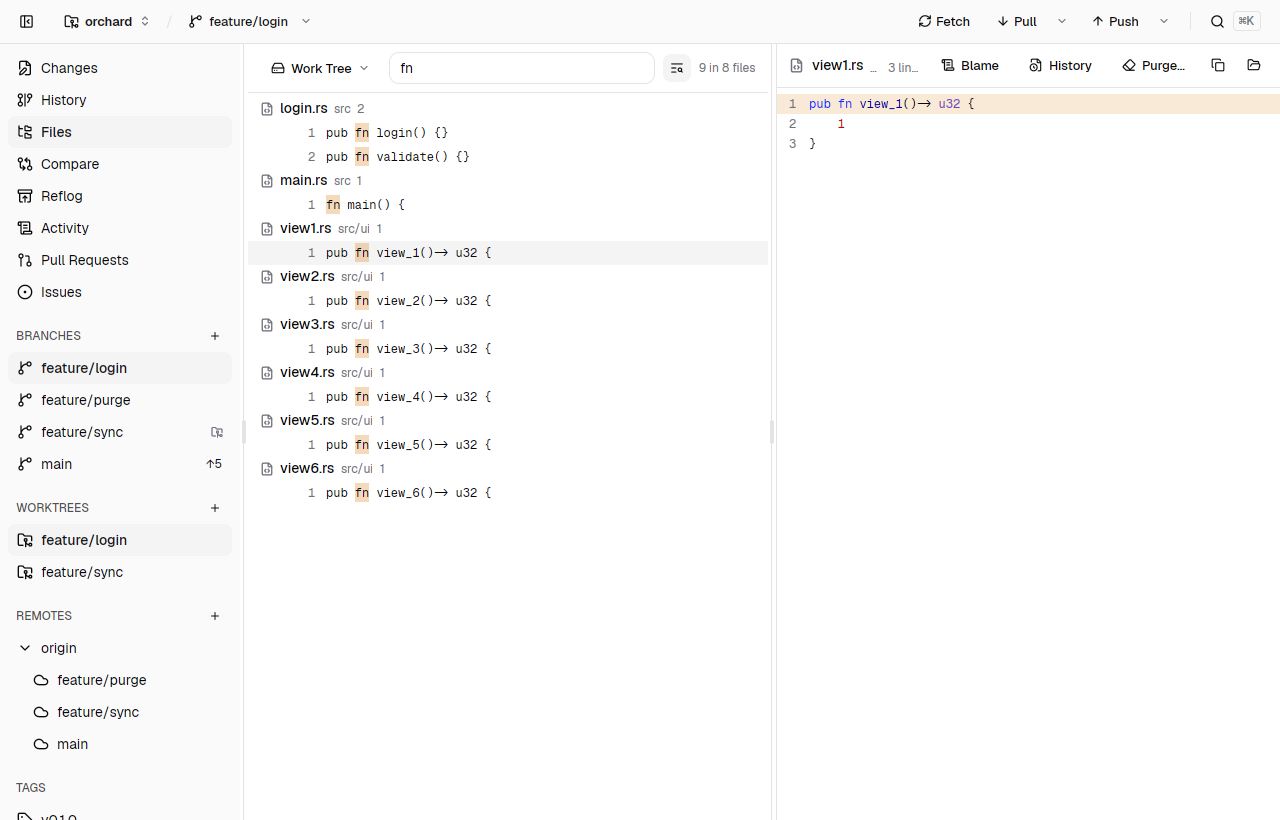 orchard / feature/login
Fetch Pull Push ⌘K
Changes
History
Files
Compare
Reflog
Activity
Pull Requests
Issues
BRANCHES
feature/login
feature/purge
feature/sync
main ↑5
WORKTREES
feature/login
feature/sync
REMOTES
origin
feature/purge
feature/sync
main
TAGS
v0.1.0
Work Tree fn 9 in 8 files
login.rs src 2
1 pub fn login() {}
2 pub fn validate() {}
main.rs src 1
1 fn main() {
view1.rs src/ui 1
1 pub fn view_1()-> u32 {
view2.rs src/ui 1
1 pub fn view_2()-> u32 {
view3.rs src/ui 1
1 pub fn view_3()-> u32 {
view4.rs src/ui 1
1 pub fn view_4()-> u32 {
view5.rs src/ui 1
1 pub fn view_5()-> u32 {
view6.rs src/ui 1
1 pub fn view_6()-> u32 {
view1.rs … 3 lin… Blame History Purge…
1 pub fn view_1()-> u32 {
2 1
3 }